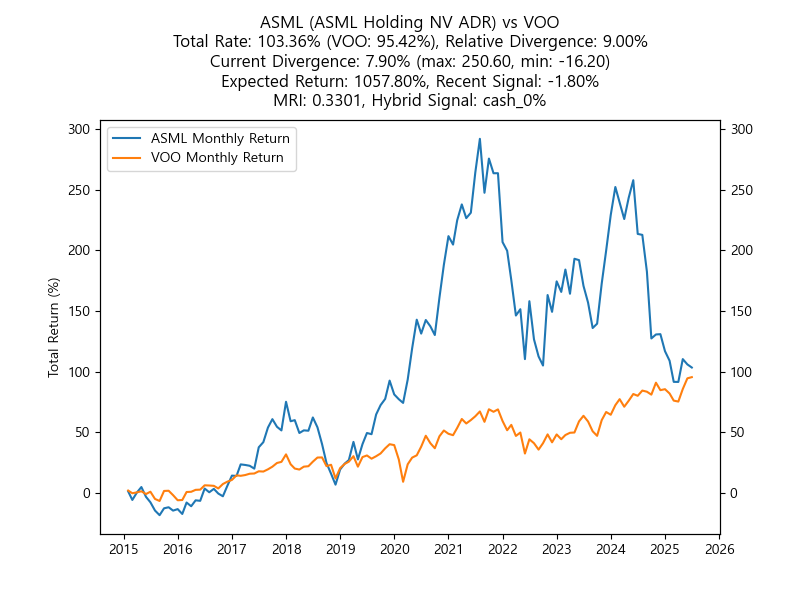 ASML (ASML Holding NV ADR) vs VOO
Total Rate: 103.36% (VOO: 95.42%), Relative Divergence: 9.00%
Current Divergence: 7.90% (max: 250.60, min: -16.20)
Expected Return: 1057.80%, Recent Signal: -1.80%
MRI: 0.3301, Hybrid Signal: cash_0%
ASML Monthly Return
VOO Monthly Return
Total Return (%)
300
250
200
150
100
50
0
300
250
200
150
100
50
0
2015 2016 2017 2018 2019 2020 2021 2022 2023 2024 2025 2026